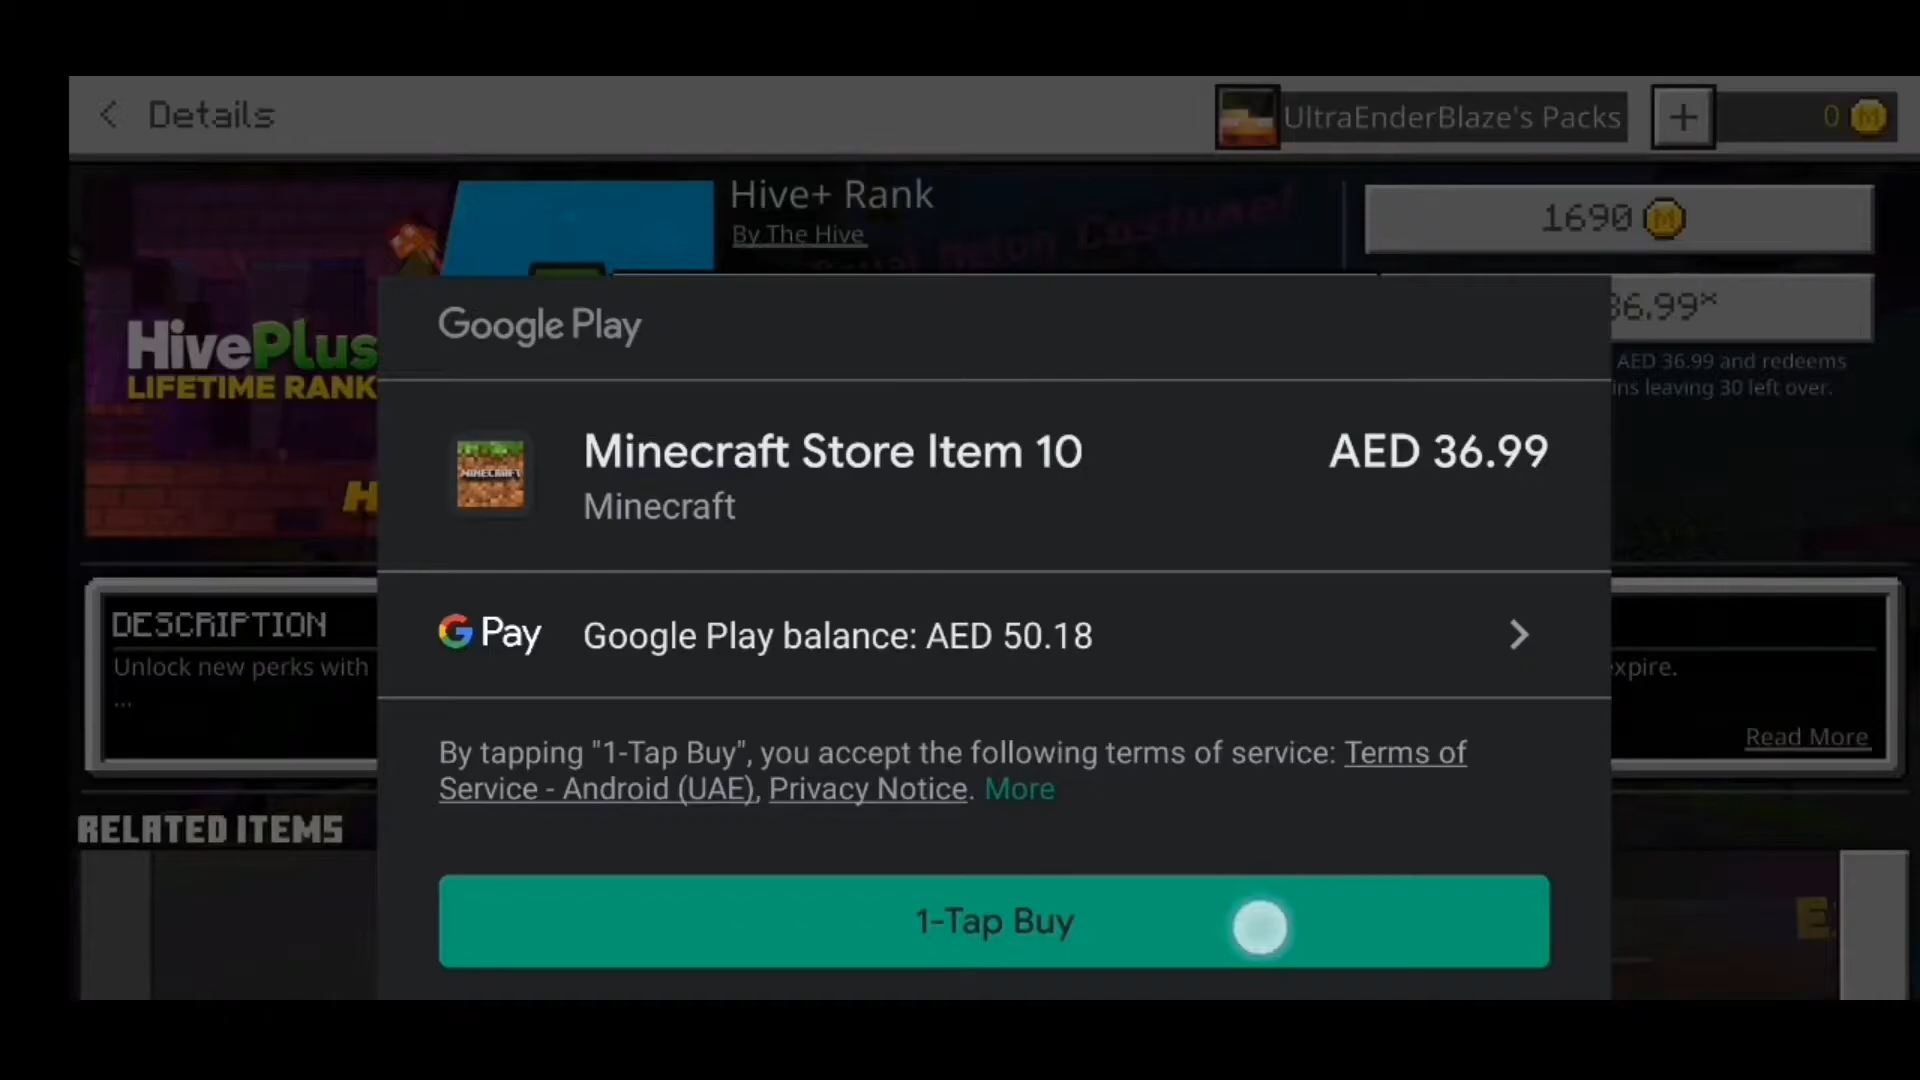 Details
UltraEnderBlaze's Packs
+
0
Hive+ Rank
By The Hive
1690
36.99*
AED 36.99 and redeems
ins leaving 30 left over.
HivePlus
LIFETIME RANK
H
Google Play
Minecraft Store Item 10
AED 36.99
MINECRAFT
Minecraft
G Pay
Google Play balance: AED 50.18
DESCRIPTION
Unlock new perks with
...
xpire.
Read More
By tapping "1-Tap Buy", you accept the following terms of service: Terms of
Service - Android (UAE), Privacy Notice. More
RELATED ITEMS
1-Tap Buy
E